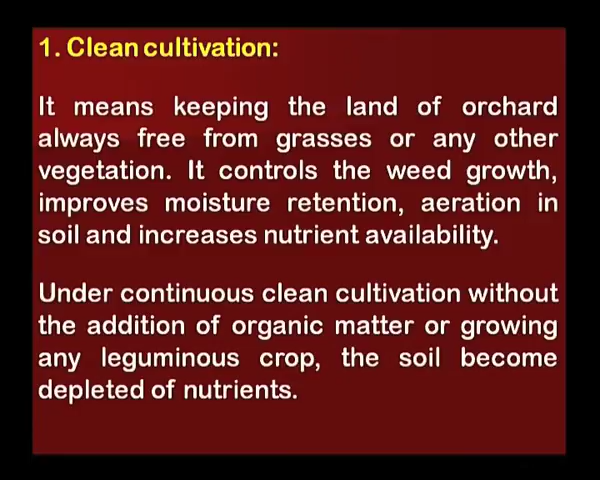 1. Clean cultivation:
It means keeping the land of orchard
always free from grasses or any other
vegetation. It controls the weed growth,
improves moisture retention, aeration in
soil and increases nutrient availability.
Under continuous clean cultivation without
the addition of organic matter or growing
any leguminous crop, the soil become
depleted of nutrients.